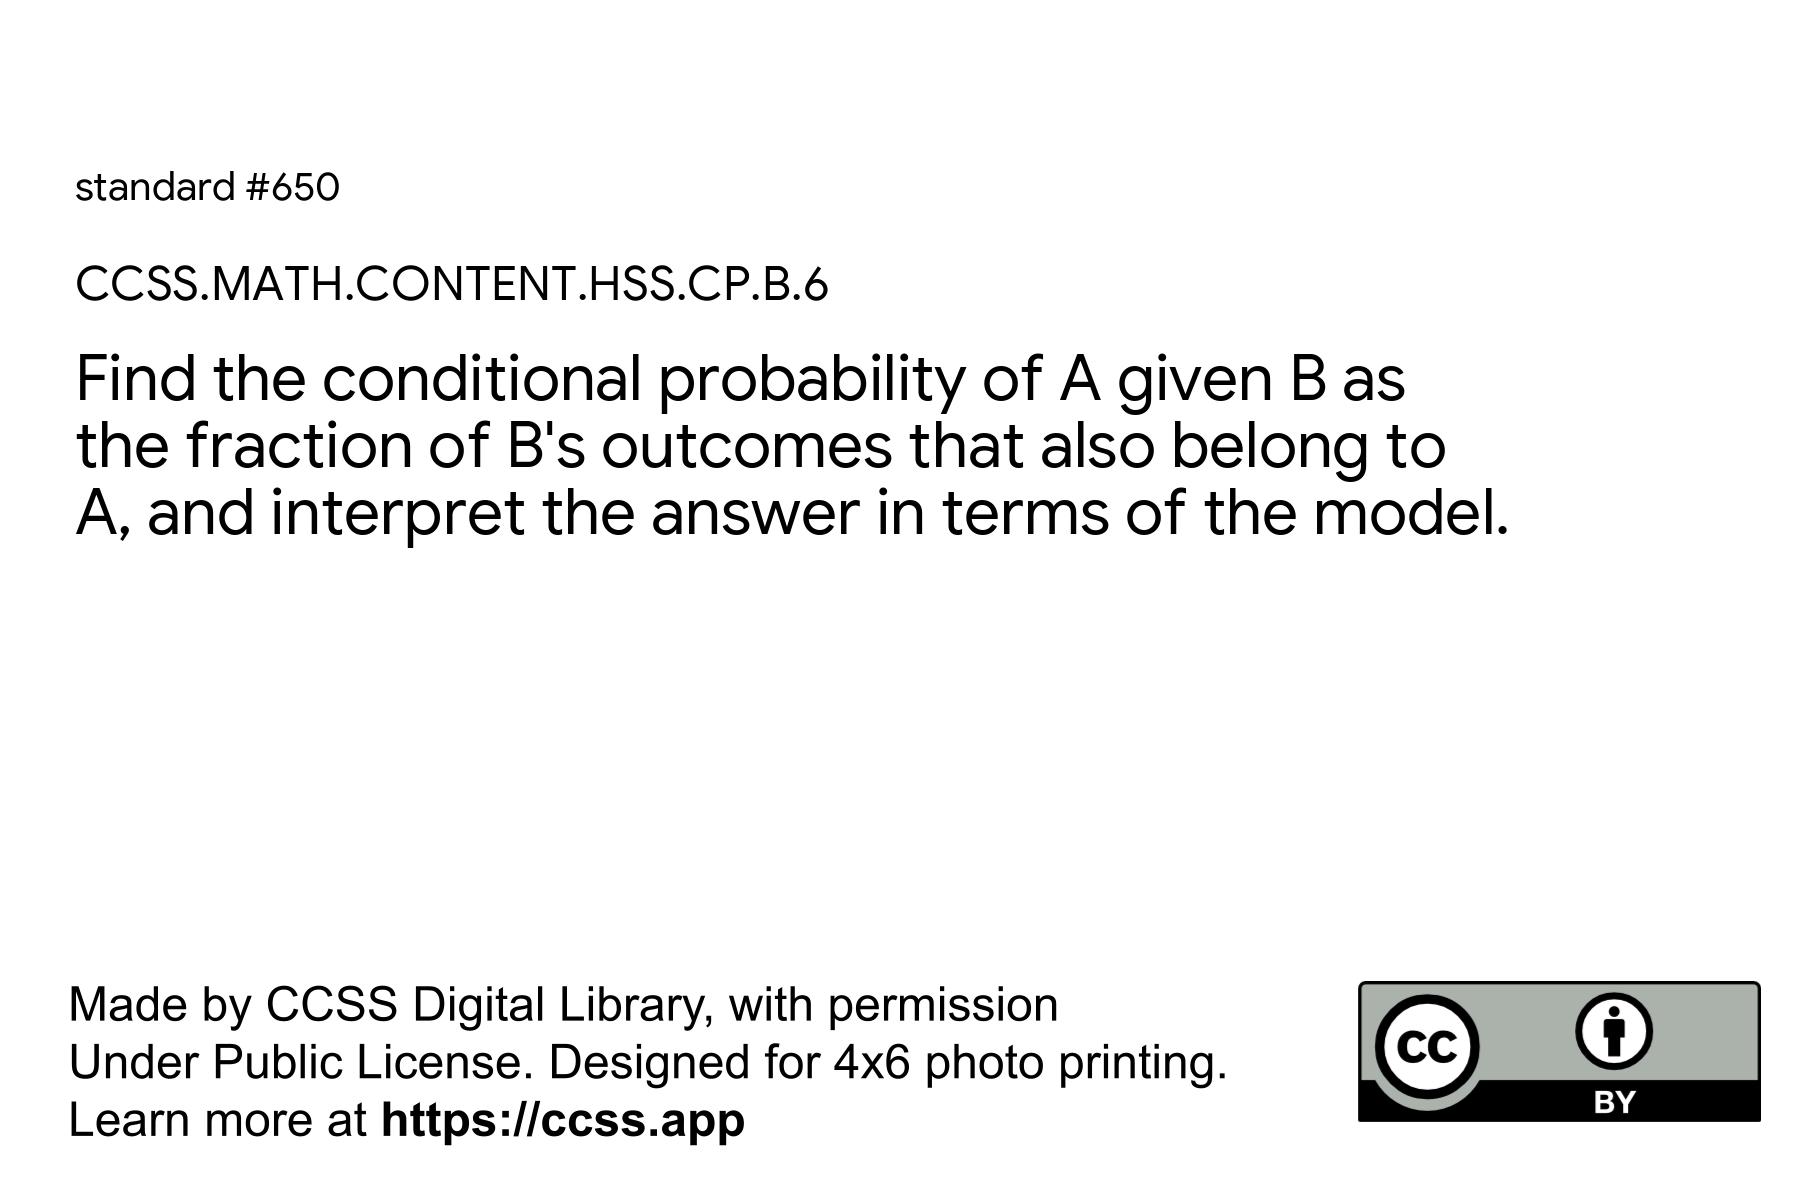 standard #650
CCSS.MATH.CONTENT.HSS.CP.B.6
Find the conditional probability of A given B as
the fraction of B's outcomes that also belong to
A, and interpret the answer in terms of the model.
Made by CCSS Digital Library, with permission
Under Public License. Designed for 4x6 photo printing.
Learn more at https://ccss.app
cc
BY